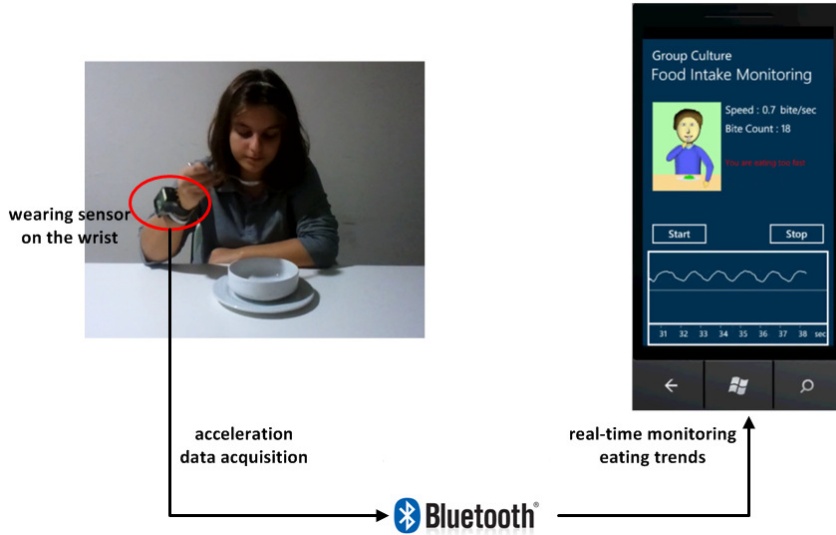 Group Culture
Food Intake Monitoring
Speed : 0.7 bite/sec
Bite Count : 18
You are eating too fast
wearing sensor
on the wrist
Start
Stop
31 32 33 34 35 36 37 38 sec
acceleration
data acquisition
real-time monitoring
eating trends
Bluetooth®